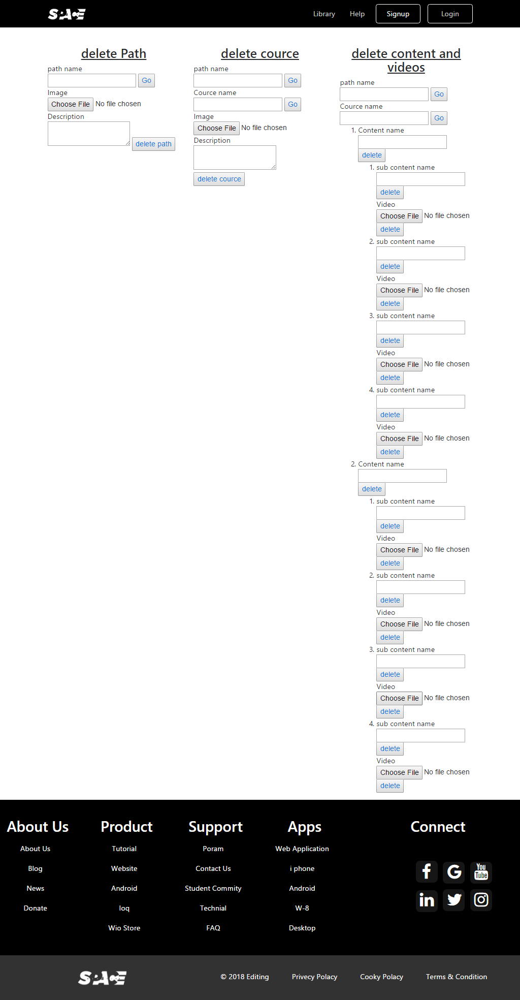 SPACE
Library Help Signup Login
delete Path
path name
Go
Image
Choose File No file chosen
Description
delete path
delete cource
path name
Go
Cource name
Go
Image
Choose File No file chosen
Description
delete cource
delete content and
videos
path name
Go
Cource name
Go
1. Content name
delete
1. sub content name
delete
Video
Choose File No file chosen
delete
2. sub content name
delete
Video
Choose File No file chosen
delete
3. sub content name
delete
Video
Choose File No file chosen
delete
4. sub content name
delete
Video
Choose File No file chosen
delete
2. Content name
delete
1. sub content name
delete
Video
Choose File No file chosen
delete
2. sub content name
delete
Video
Choose File No file chosen
delete
3. sub content name
delete
Video
Choose File No file chosen
delete
4. sub content name
delete
Video
Choose File No file chosen
delete
About Us
About Us
Blog
News
Donate
Product
Tutorial
Website
Android
loq
Wio Store
Support
Poram
Contact Us
Student Commity
Technial
FAQ
Apps
Web Application
i phone
Android
W-8
Desktop
Connect
f G You Tube
in
SPACE
© 2018 Editing Privecy Polacy Cooky Polacy Terms & Condition